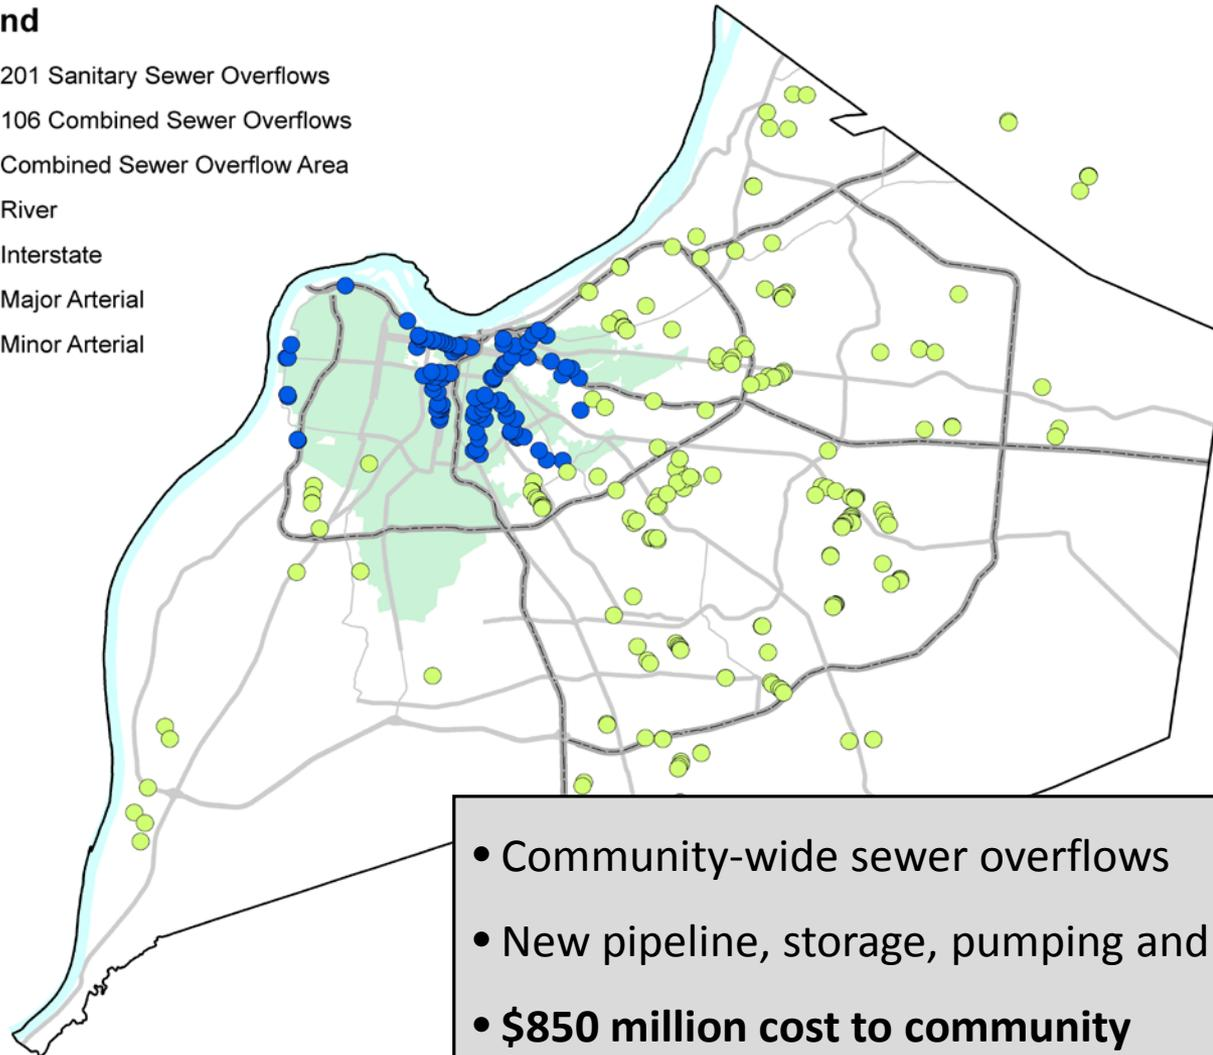 nd
201 Sanitary Sewer Overflows
106 Combined Sewer Overflows
Combined Sewer Overflow Area
River
Interstate
Major Arterial
Minor Arterial
• Community-wide sewer overflows
• New pipeline, storage, pumping and
• $850 million cost to community